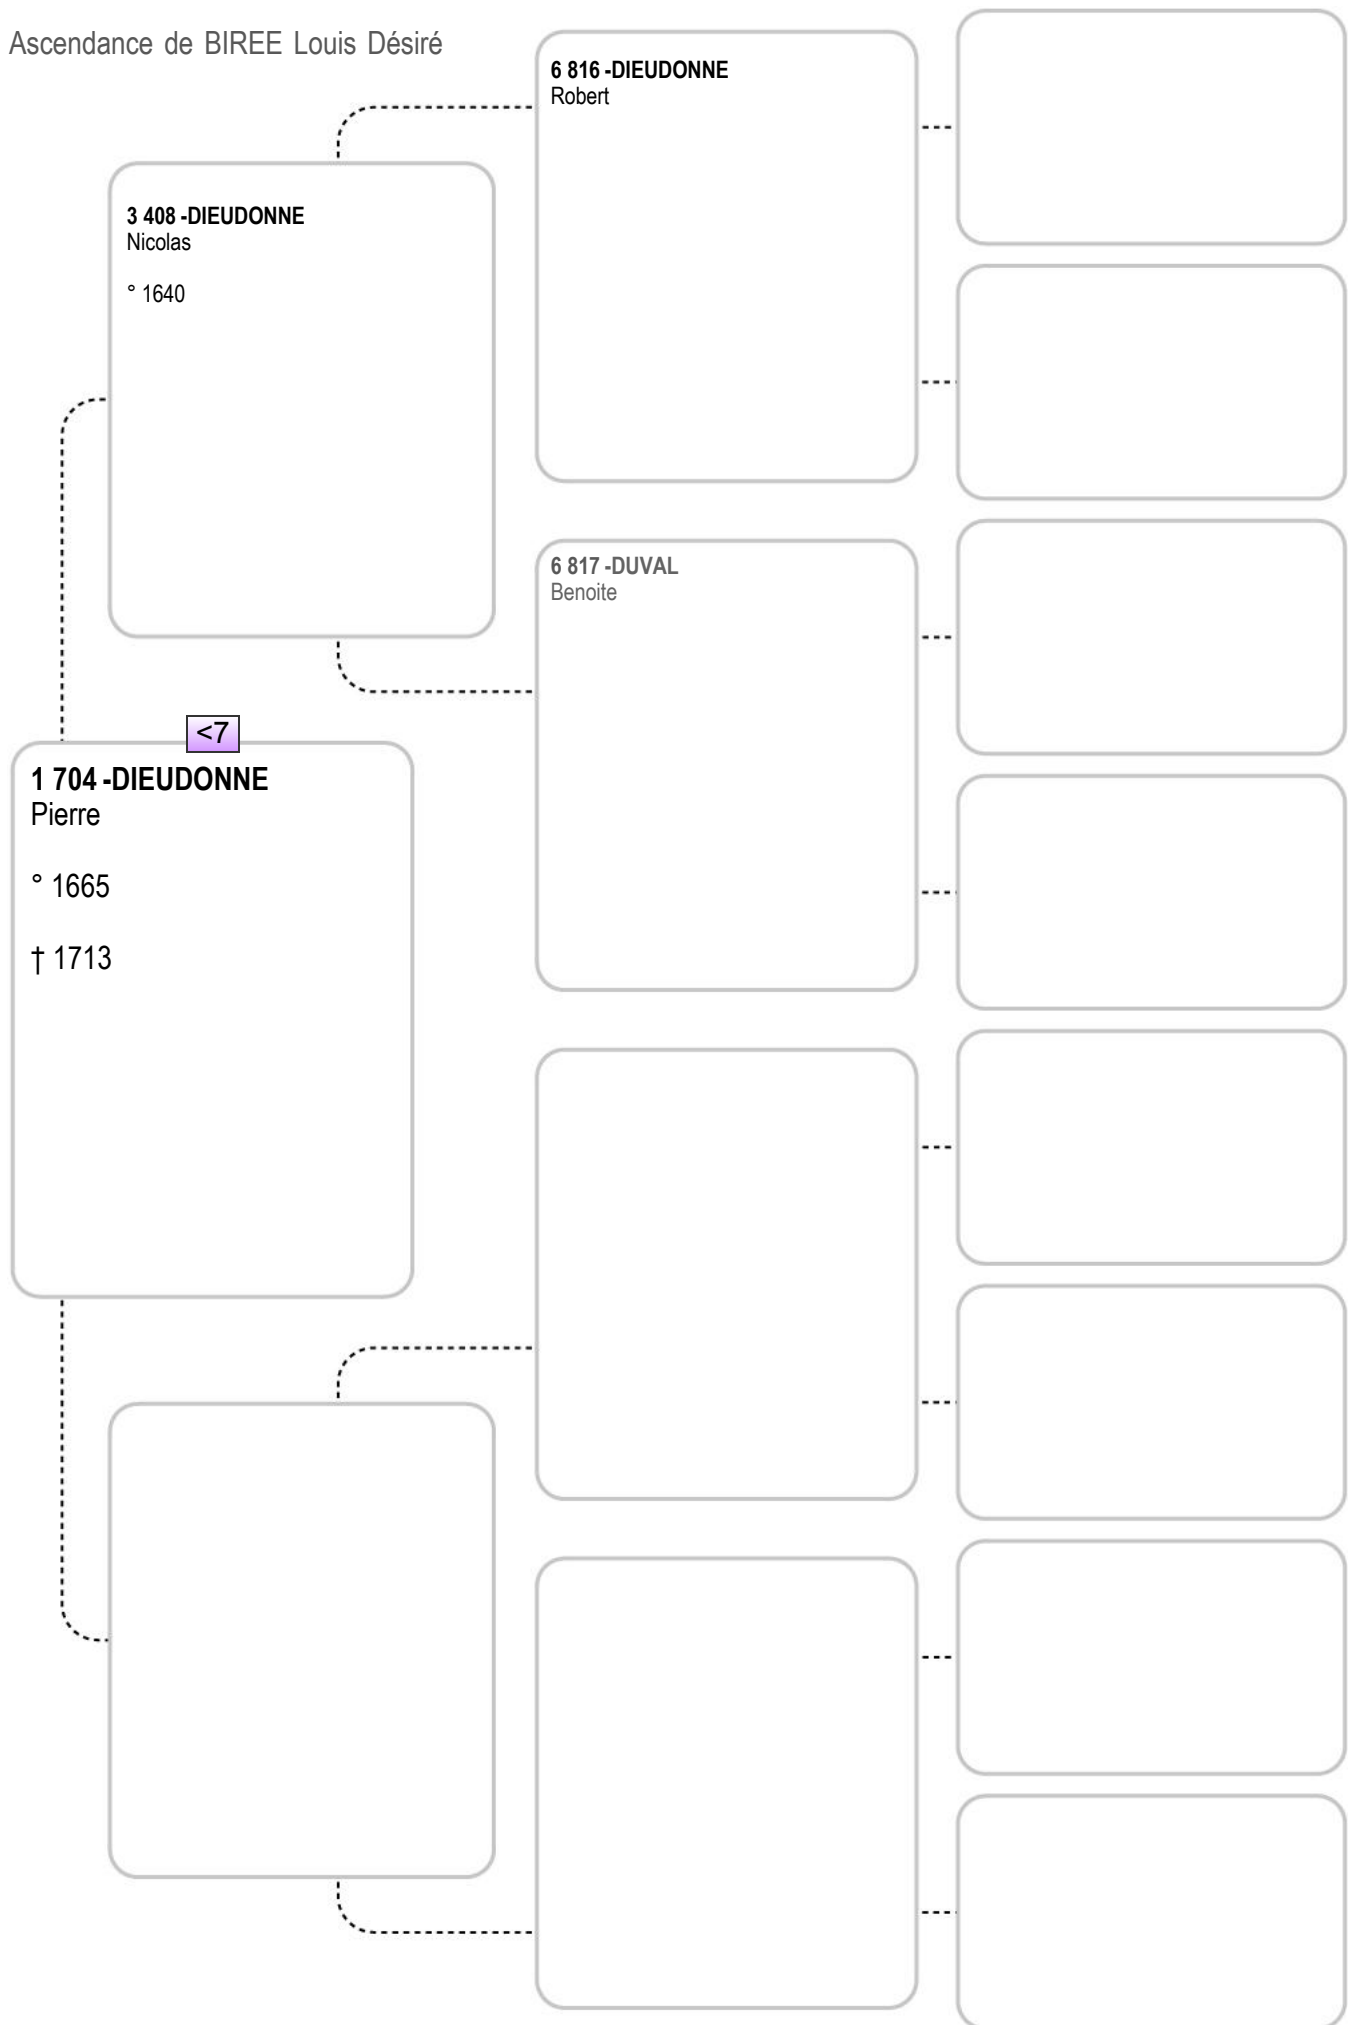 Ascendance de BIREE Louis Désiré
6 816 -DIEUDONNE
Robert
3 408 -DIEUDONNE
Nicolas
° 1640
6 817 -DUVAL
Benoite
<7
1 704 -DIEUDONNE
Pierre
° 1665
† 1713